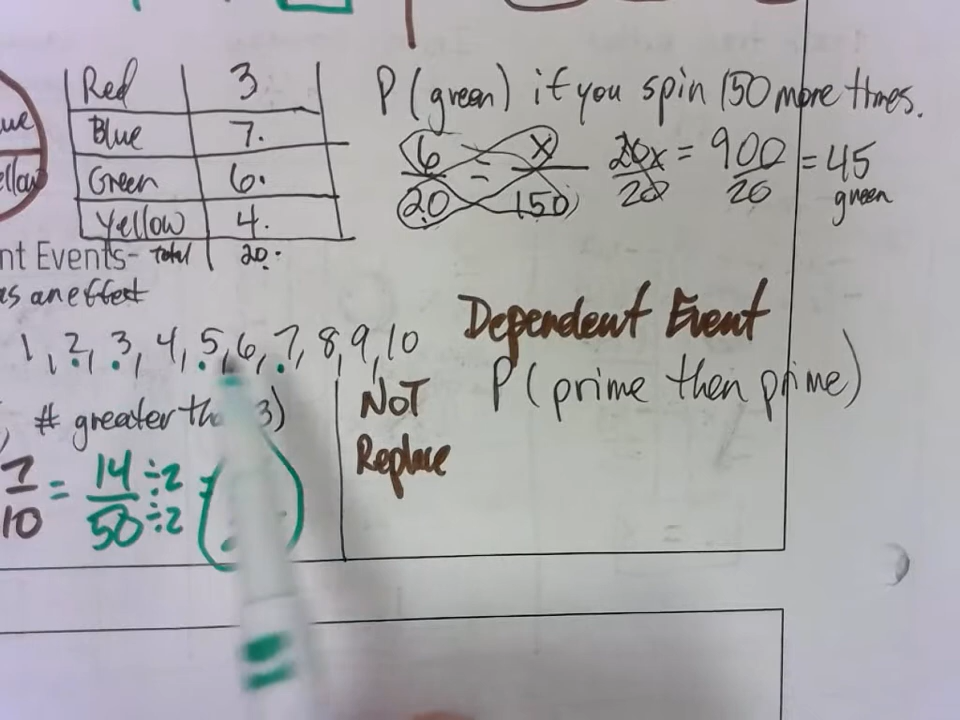 Red 3
Blue 7.
Green 6.
Yellow 4.
Total 20.
P(green) if you spin 150 more times.
6/20 = x/150 20x/20 = 900/20 = 45
green
nt Events-
as an effect
1, 2, 3, 4, 5, 6, 7, 8, 9, 10
# greater 3)
7/10 = 14/50 ÷2/÷2 =
NOT
Replace
Dependent Event
P(prime then prime)